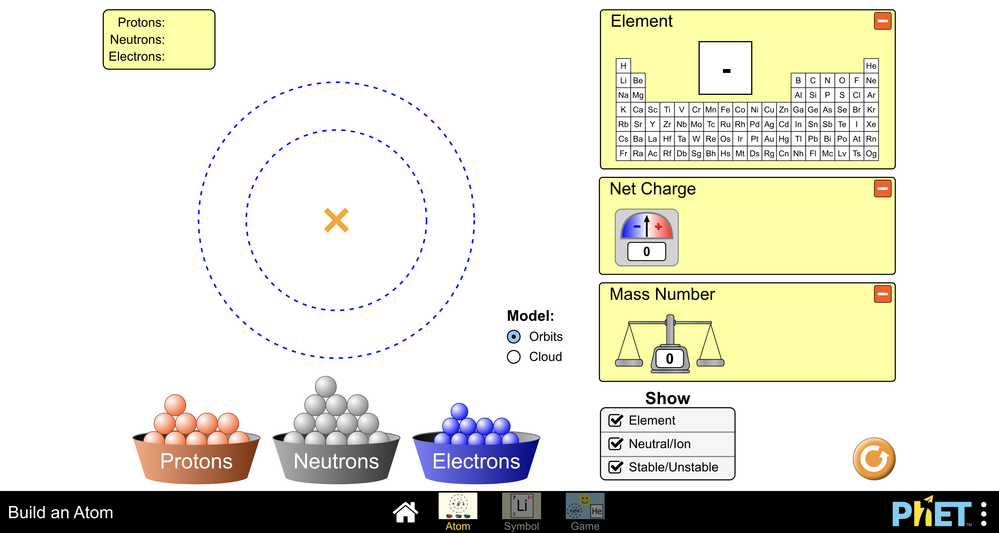 Protons:
Neutrons:
Electrons:
Element
-
H He
Li Be B C N O F Ne
Na Mg Al Si P S Cl Ar
K Ca Sc Ti V Cr Mn Fe Co Ni Cu Zn Ga Ge As Se Br Kr
Rb Sr Y Zr Nb Mo Tc Ru Rh Pd Ag Cd In Sn Sb Te I Xe
Cs Ba La Hf Ta W Re Os Ir Pt Au Hg Tl Pb Bi Po At Rn
Fr Ra Ac Rf Db Sg Bh Hs Mt Ds Rg Cn Nh Fl Mc Lv Ts Og
Net Charge
- +
0
Mass Number
0
Model:
Orbits
Cloud
Protons
Neutrons
Electrons
Show
Element
Neutral/Ion
Stable/Unstable
Build an Atom
Atom
7 1+
Li
3
Symbol
He
Game
PhET™